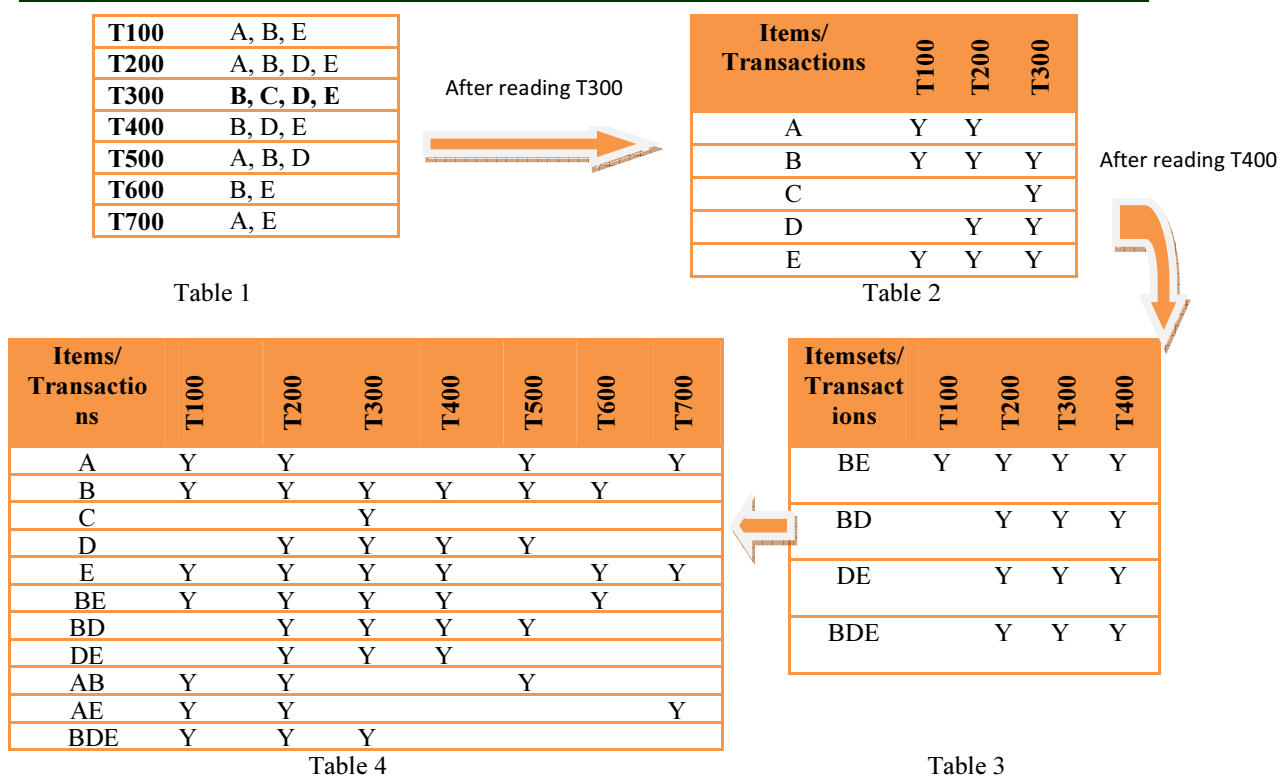 T100 A, B, E
T200 A, B, D, E
T300 B, C, D, E
T400 B, D, E
T500 A, B, D
T600 B, E
T700 A, E
Table 1
After reading T300
Items/
Transactions T100 T200 T300
A Y Y
B Y Y Y
C Y
D Y Y
E Y Y Y
Table 2
After reading T400
Itemsets/
Transact
ions T100 T200 T300 T400
BE Y Y Y Y
BD Y Y Y
DE Y Y Y
BDE Y Y Y
Table 3
Items/
Transactio
ns T100 T200 T300 T400 T500 T600 T700
A Y Y Y Y
B Y Y Y Y Y Y
C Y
D Y Y Y Y
E Y Y Y Y Y Y
BE Y Y Y Y Y
BD Y Y Y Y
DE Y Y Y
AB Y Y Y
AE Y Y Y
BDE Y Y Y
Table 4